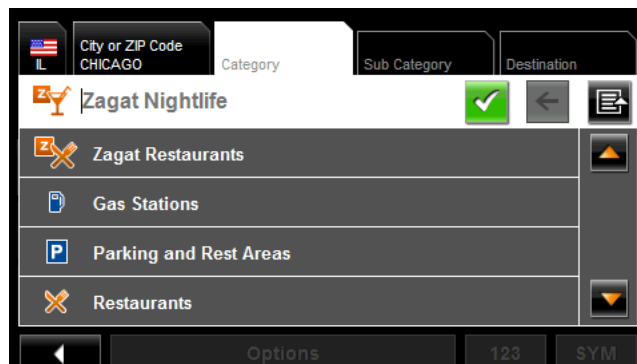 IL
City or ZIP Code
CHICAGO
Category
Sub Category
Destination
Z
Zagat Nightlife
Z
Zagat Restaurants
Gas Stations
P
Parking and Rest Areas
Restaurants
Options
123
SYM